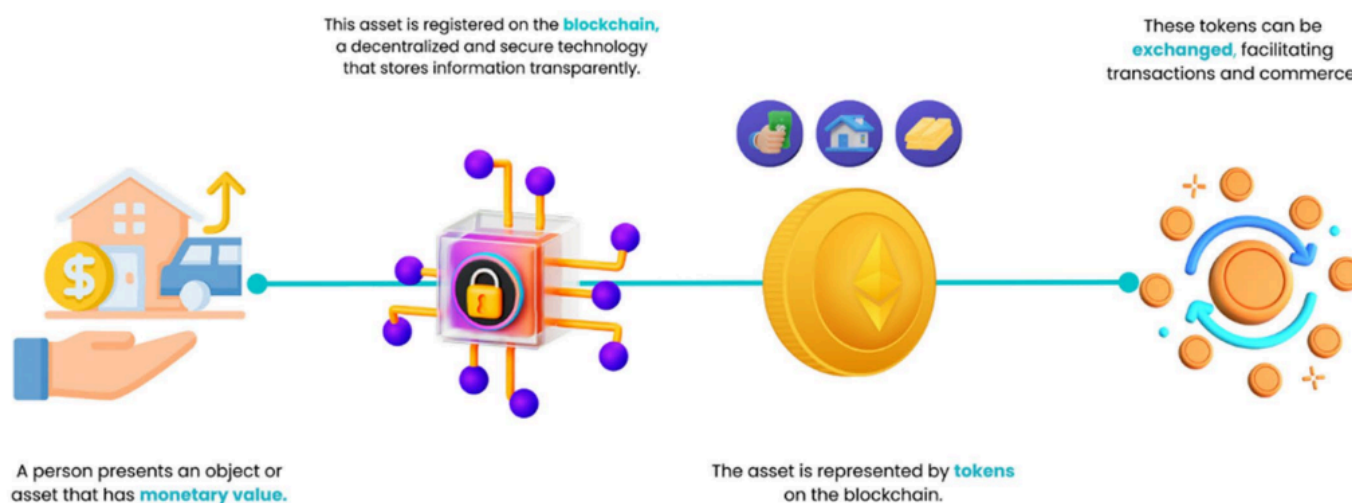 This asset is registered on the blockchain,
a decentralized and secure technology
that stores information transparently.
These tokens can be
exchanged, facilitating
transactions and commerce
A person presents an object or
asset that has monetary value.
The asset is represented by tokens
on the blockchain.